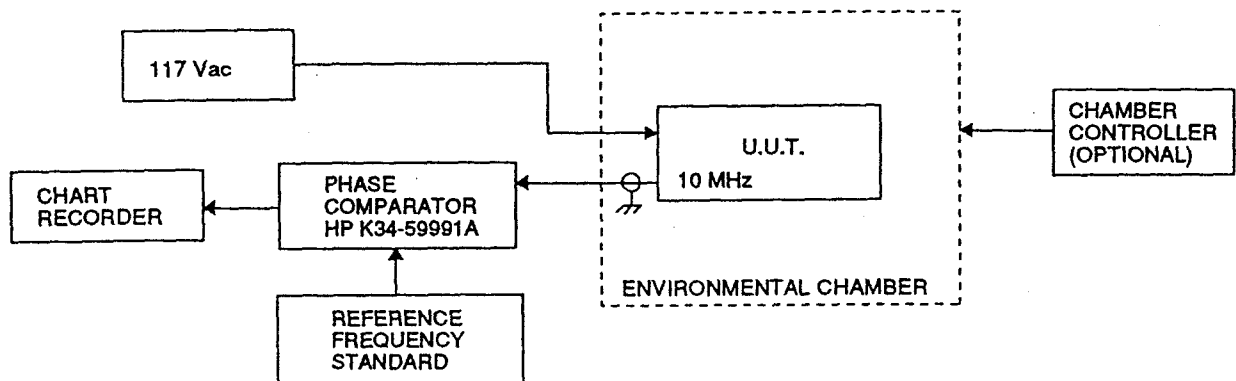 117 Vac
U.U.T.
10 MHz
CHAMBER
CONTROLLER
(OPTIONAL)
CHART
RECORDER
PHASE
COMPARATOR
HP K34-59991A
ENVIRONMENTAL CHAMBER
REFERENCE
FREQUENCY
STANDARD